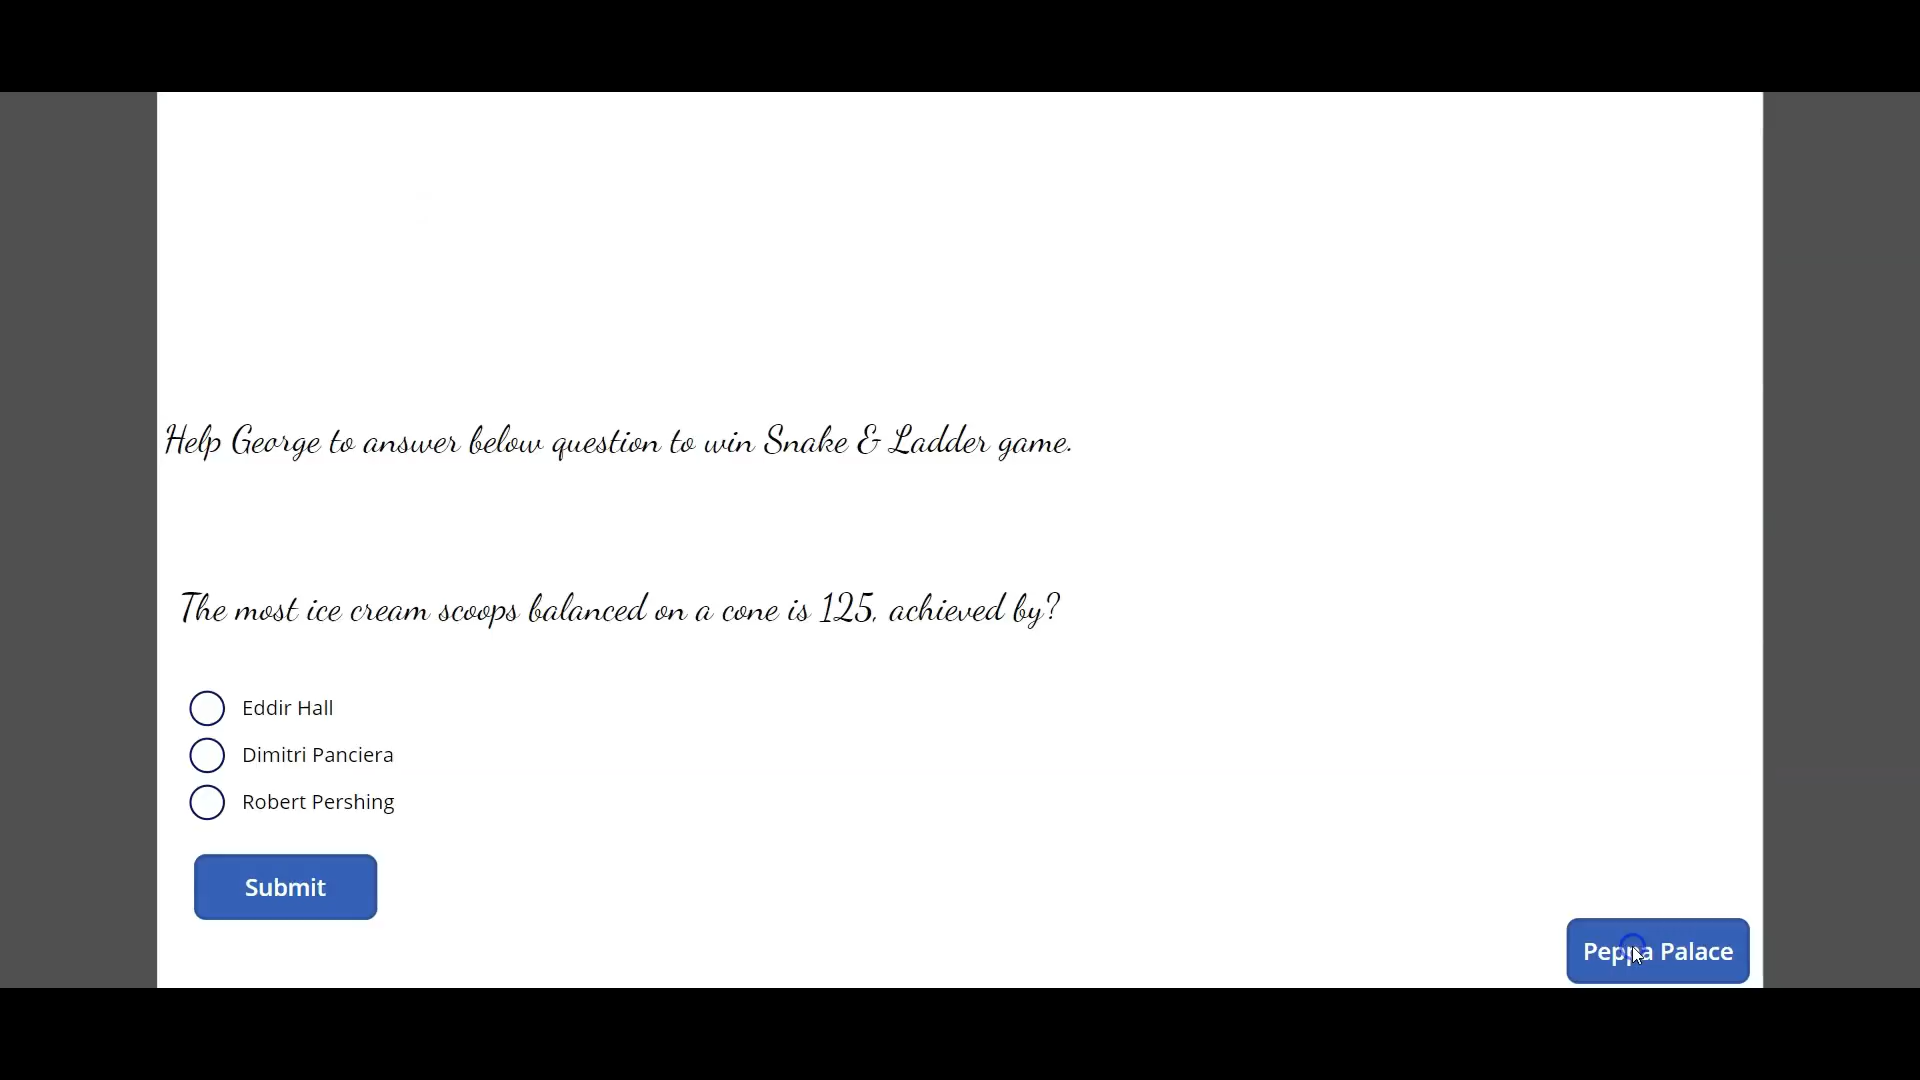 Help George to answer below question to win Snake & Ladder game.
The most ice cream scoops balanced on a cone is 125, achieved by?
Eddir Hall
Dimitri Panciera
Robert Pershing
Submit
Peppa Palace